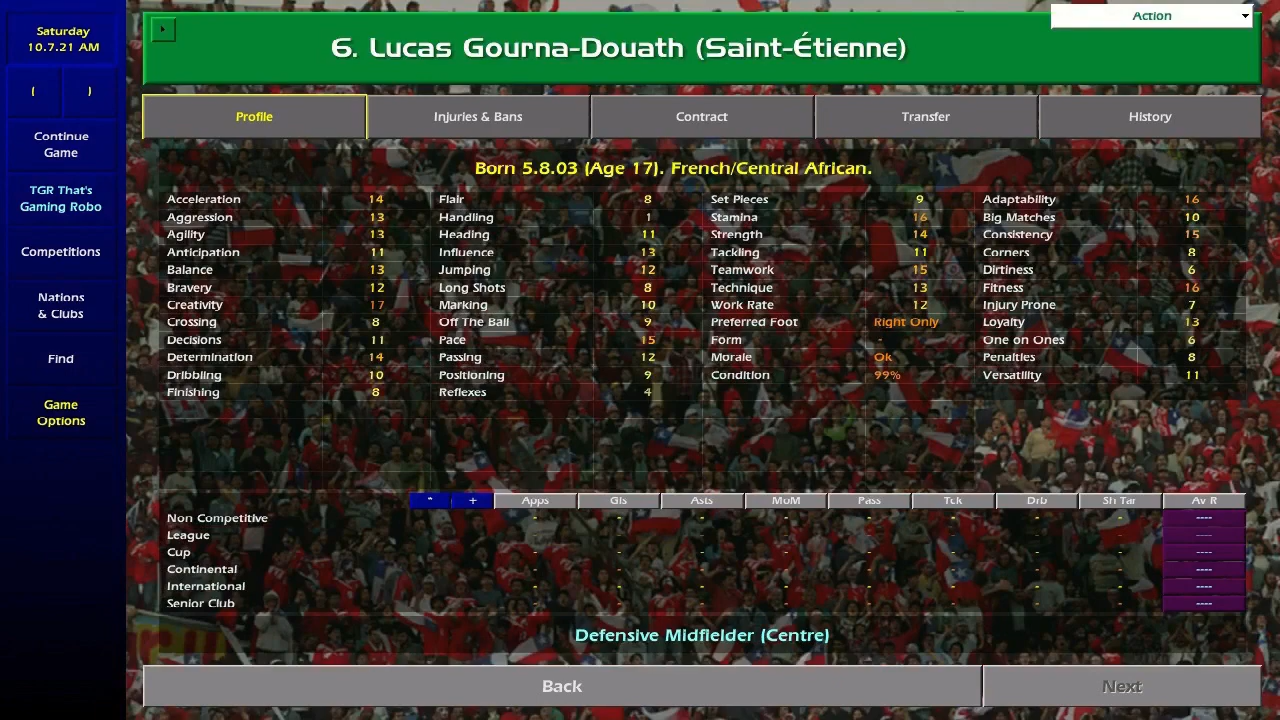 Saturday
10.7.21 AM
Continue
Game
TGR That's
Gaming Robo
Competitions
Nations
& Clubs
Find
Game
Options
Action
6. Lucas Gourna-Douath (Saint-Étienne)
Profile Injuries & Bans Contract Transfer History
Born 5.8.03 (Age 17). French/Central African.
Acceleration 14 Flair 8 Set Pieces 9 Adaptability 16
Aggression 13 Handling 1 Stamina 16 Big Matches 10
Agility 13 Heading 11 Strength 14 Consistency 15
Anticipation 11 Influence 13 Tackling 11 Corners 8
Balance 13 Jumping 12 Teamwork 15 Dirtiness 6
Bravery 12 Long Shots 8 Technique 13 Fitness 16
Creativity 17 Marking 10 Work Rate 12 Injury Prone 7
Crossing 8 Off The Ball 9 Preferred Foot Right Only Loyalty 13
Decisions 11 Pace 15 Form - One on Ones 6
Determination 14 Passing 12 Morale Ok Penalties 8
Dribbling 10 Positioning 9 Condition 99% Versatility 11
Finishing 8 Reflexes 4
* + Apps Gls Asts MoM Pass Tck Drb Sh Tar Av R
Non Competitive - - - - - - - - ----
League - - - - - - - - ----
Cup - - - - - - - - ----
Continental - - - - - - - - ----
International - - - - - - - - ----
Senior Club - - - - - - - - ----
Defensive Midfielder (Centre)
Back Next